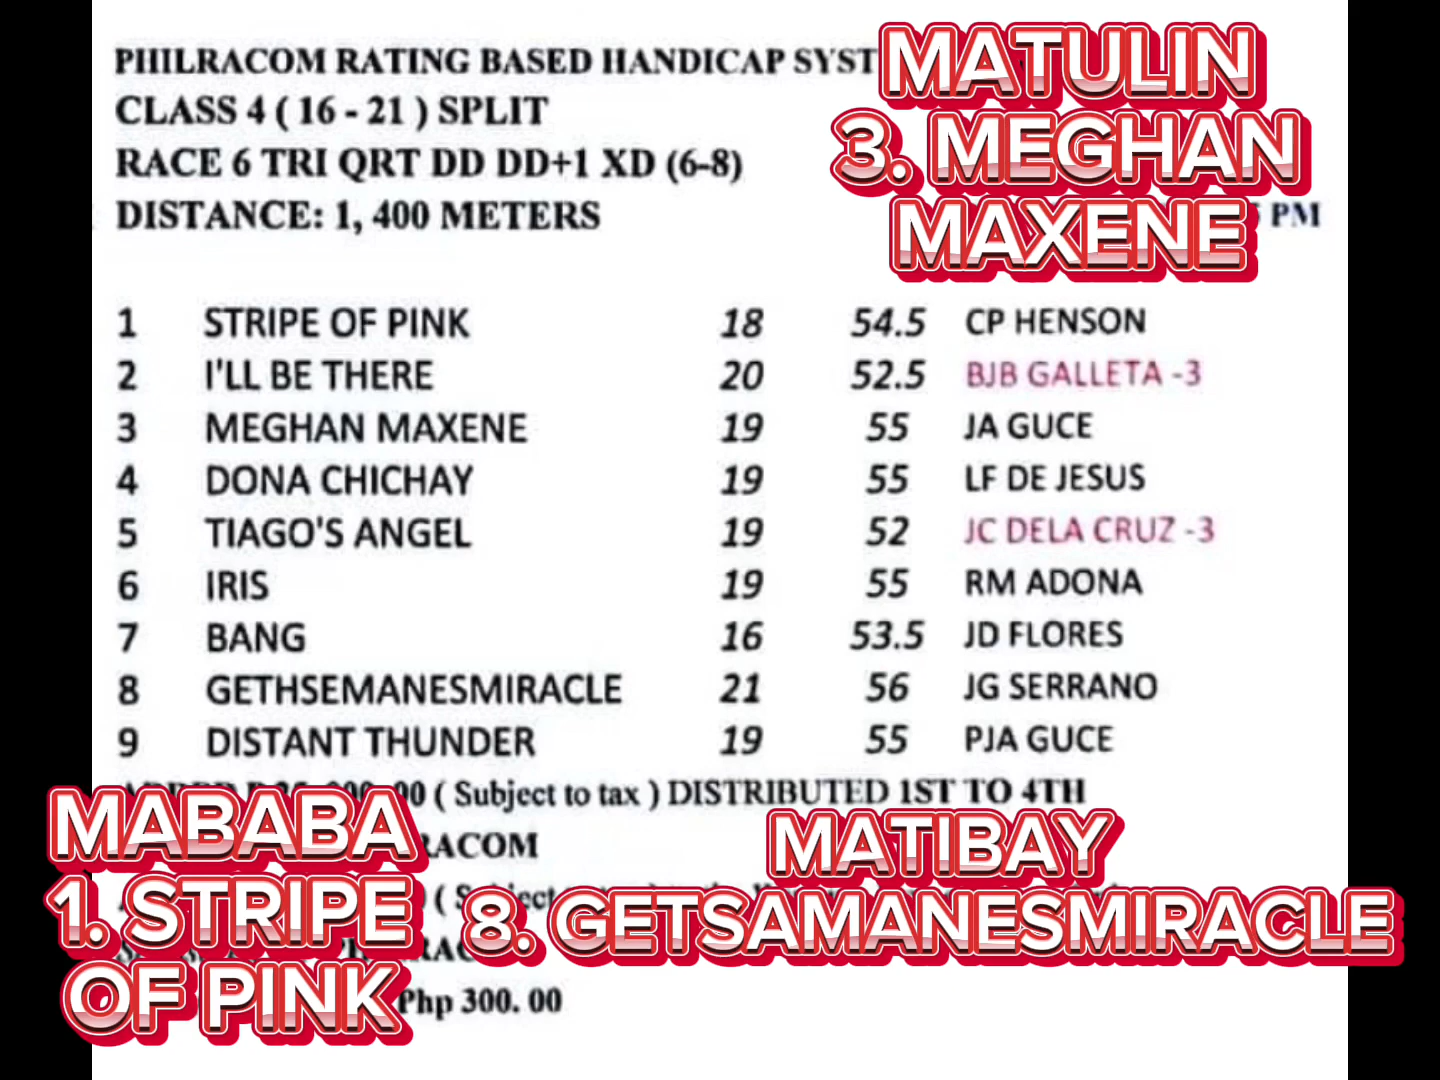 PHILRACOM RATING BASED HANDICAP SYST
CLASS 4 ( 16 - 21 ) SPLIT
RACE 6 TRI QRT DD DD+1 XD (6-8)
DISTANCE: 1, 400 METERS
PM
MATULIN
3. MEGHAN
MAXENE
1 STRIPE OF PINK 18 54.5 CP HENSON
2 I'LL BE THERE 20 52.5 BJB GALLETA -3
3 MEGHAN MAXENE 19 55 JA GUCE
4 DONA CHICHAY 19 55 LF DE JESUS
5 TIAGO'S ANGEL 19 52 JC DELA CRUZ -3
6 IRIS 19 55 RM ADONA
7 BANG 16 53.5 JD FLORES
8 GETHSEMANESMIRACLE 21 56 JG SERRANO
9 DISTANT THUNDER 19 55 PJA GUCE
( Subject to tax ) DISTRIBUTED 1ST TO 4TH
Php 300. 00
MABABA
1. STRIPE
OF PINK
MATIBAY
8. GETSAMANESMIRACLE